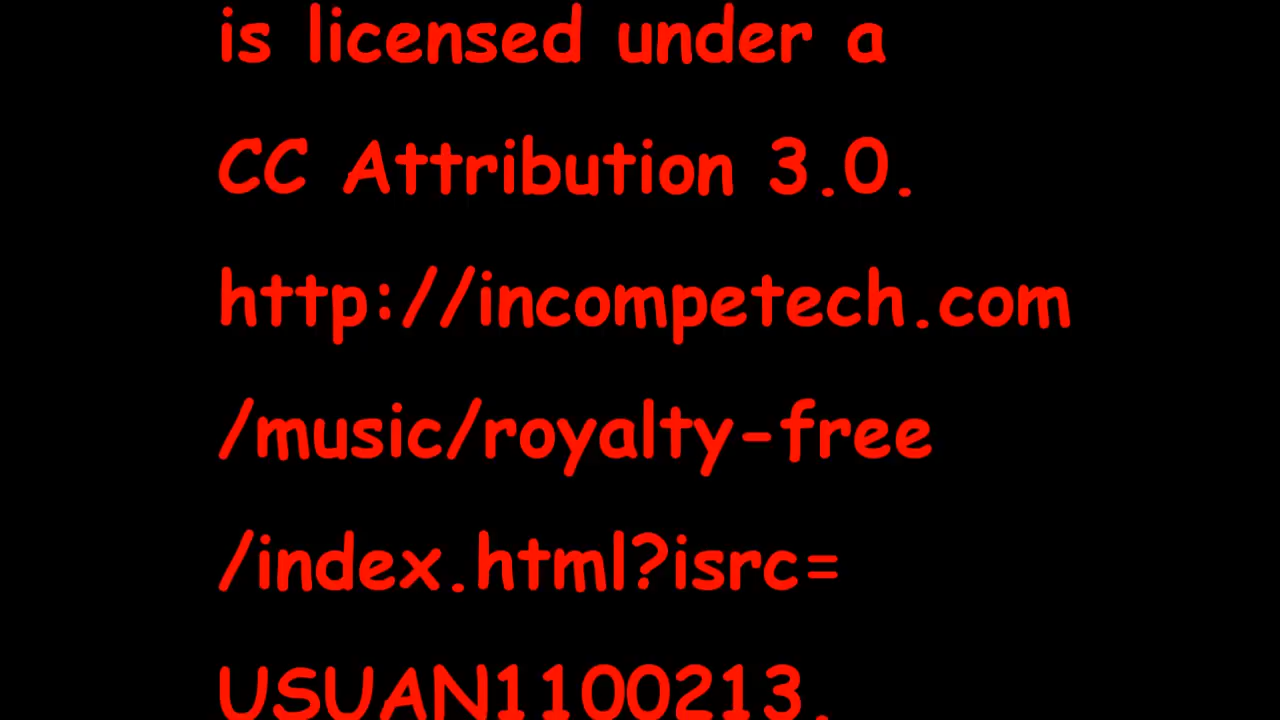 is licensed under a
CC Attribution 3.0.
http://incompetech.com
/music/royalty-free
/index.html?isrc=
USUAN1100213.